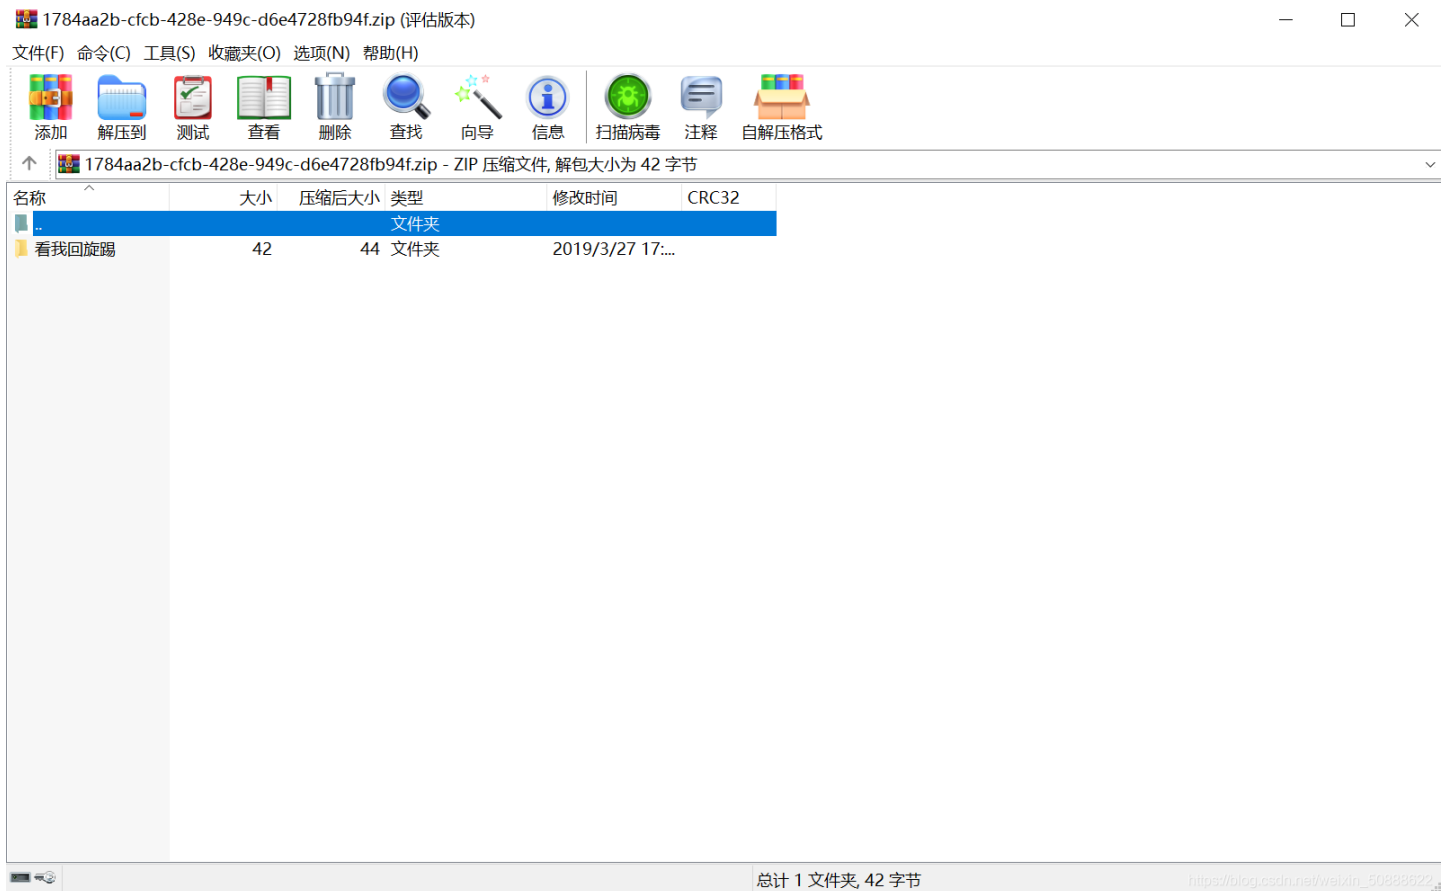 1784aa2b-cfcb-428e-949c-d6e4728fb94f.zip (评估版本)
文件(F) 命令(C) 工具(S) 收藏夹(O) 选项(N) 帮助(H)
添加 解压到 测试 查看 删除 查找 向导 信息 扫描病毒 注释 自解压格式
1784aa2b-cfcb-428e-949c-d6e4728fb94f.zip - ZIP 压缩文件, 解包大小为 42 字节
名称 大小 压缩后大小 类型 修改时间 CRC32
.. 文件夹
看我回旋踢 42 44 文件夹 2019/3/27 17:...
总计 1 文件夹, 42 字节
https://blog.csdn.net/weixin_50888622